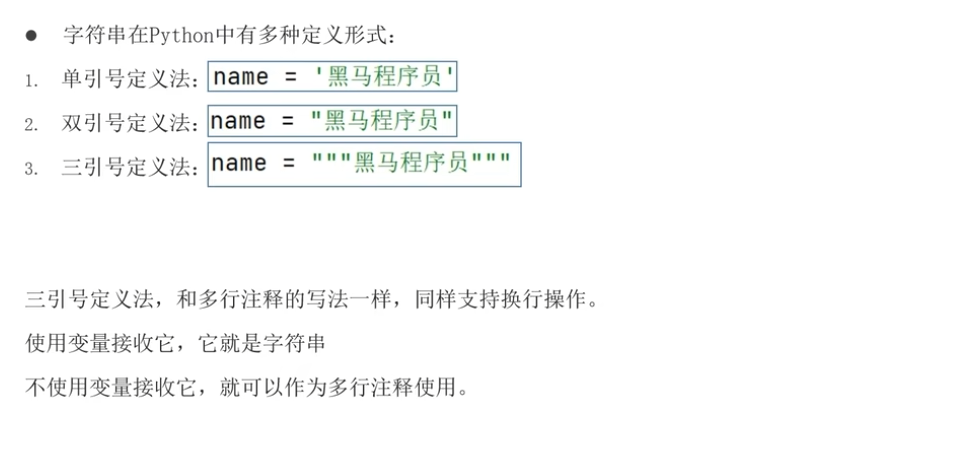 ● 字符串在Python中有多种定义形式：
1. 单引号定义法：name = '黑马程序员'
2. 双引号定义法：name = "黑马程序员"
3. 三引号定义法：name = """黑马程序员"""
三引号定义法，和多行注释的写法一样，同样支持换行操作。
使用变量接收它，它就是字符串
不使用变量接收它，就可以作为多行注释使用。